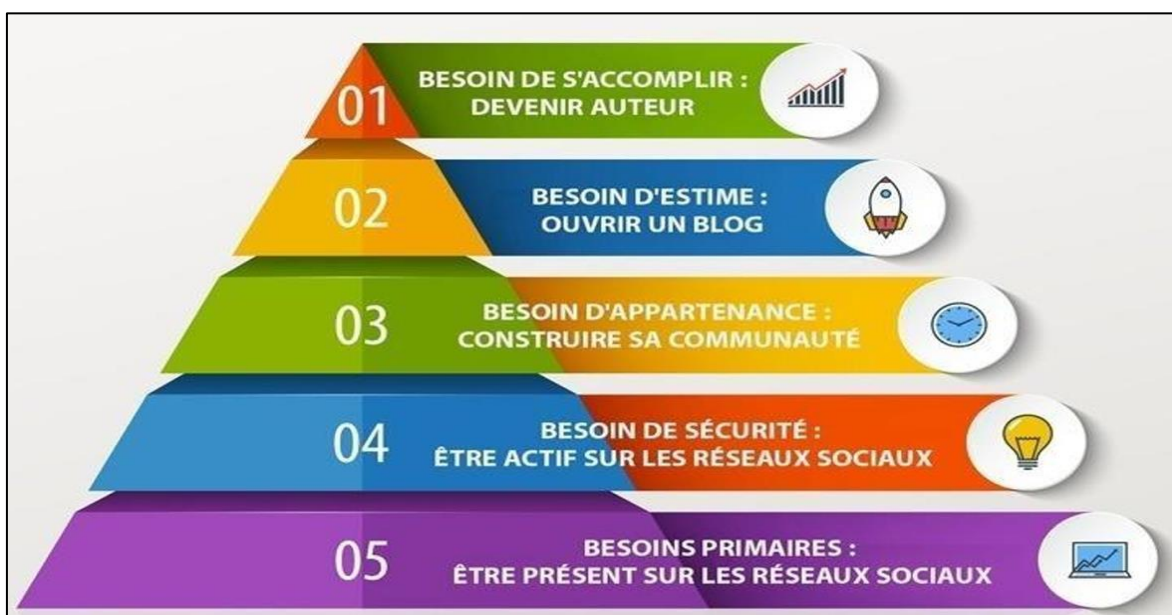 01
BESOIN DE S'ACCOMPLIR :
DEVENIR AUTEUR
02
BESOIN D'ESTIME :
OUVRIR UN BLOG
03
BESOIN D'APPARTENANCE :
CONSTRUIRE SA COMMUNAUTÉ
04
BESOIN DE SÉCURITÉ :
ÊTRE ACTIF SUR LES RÉSEAUX SOCIAUX
05
BESOINS PRIMAIRES :
ÊTRE PRÉSENT SUR LES RÉSEAUX SOCIAUX